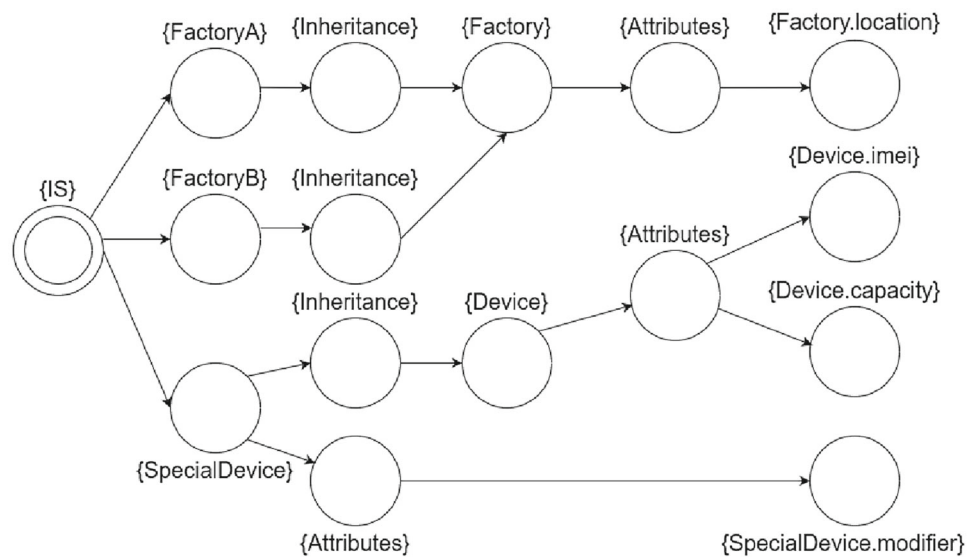 {FactoryA}
{Inheritance}
{Factory}
{Attributes}
{Factory.location}
{IS}
{FactoryB}
{Inheritance}
{Device.imei}
{Attributes}
{Inheritance}
{Device}
{Device.capacity}
{SpecialDevice}
{Attributes}
{SpecialDevice.modifier}